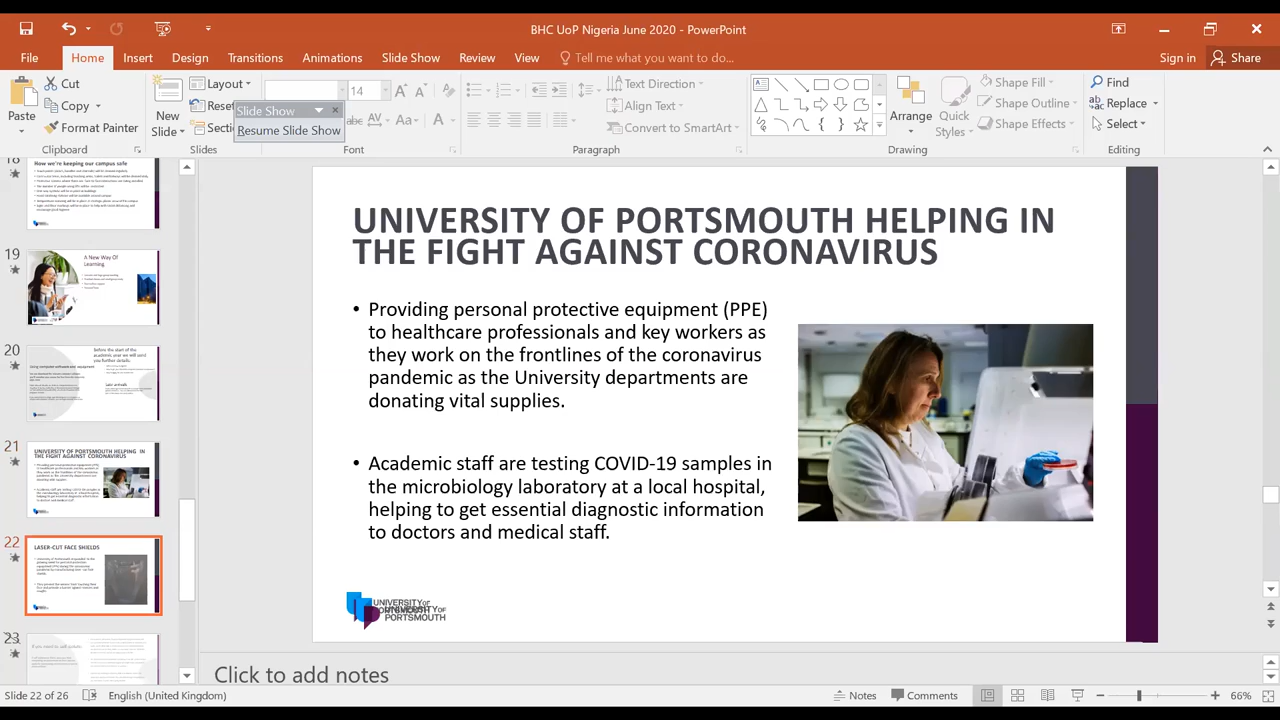 BHC UoP Nigeria June 2020 - PowerPoint
File Home Insert Design Transitions Animations Slide Show Review View Tell me what you want to do... Sign in Share
Paste
Cut
Copy
Format Painter
Clipboard
New
Slide
Layout
Slides
Slide Show
Resume Slide Show
14
abc AV Aa A
Font
Text Direction
Align Text
Convert to SmartArt
Paragraph
Arrange
Quick
Styles
Shape Fill
Shape Outline
Shape Effects
Drawing
Find
Replace
Select
Editing
18
How we're keeping our campus safe
19
A New Way Of
Learning
20
21
UNIVERSITY OF PORTSMOUTH HELPING IN
THE FIGHT AGAINST CORONAVIRUS
22
LASER-CUT FACE SHIELDS
23
UNIVERSITY OF PORTSMOUTH HELPING IN
THE FIGHT AGAINST CORONAVIRUS
• Providing personal protective equipment (PPE)
to healthcare professionals and key workers as
they work on the frontlines of the coronavirus
pandemic as the University departments are
donating vital supplies.
• Academic staff are testing COVID-19 samples in
the microbiology laboratory at a local hospital,
helping to get essential diagnostic information
to doctors and medical staff.
UNIVERSITY OF
PORTSMOUTH
Click to add notes
Slide 22 of 26 English (United Kingdom) Notes Comments 66%